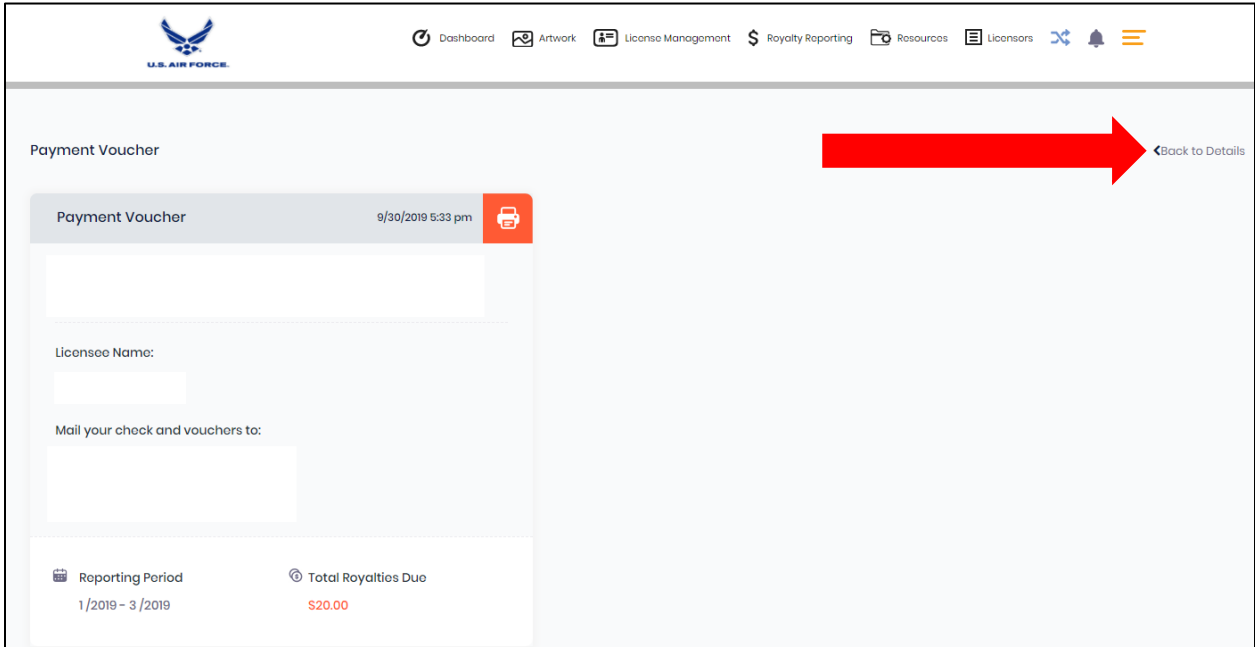 U.S. AIR FORCE.
Dashboard Artwork License Management Royalty Reporting Resources Licensors
Payment Voucher
Back to Details
Payment Voucher 9/30/2019 5:33 pm
Licensee Name:
Mail your check and vouchers to:
Reporting Period Total Royalties Due
1 /2019 - 3 /2019 $20.00